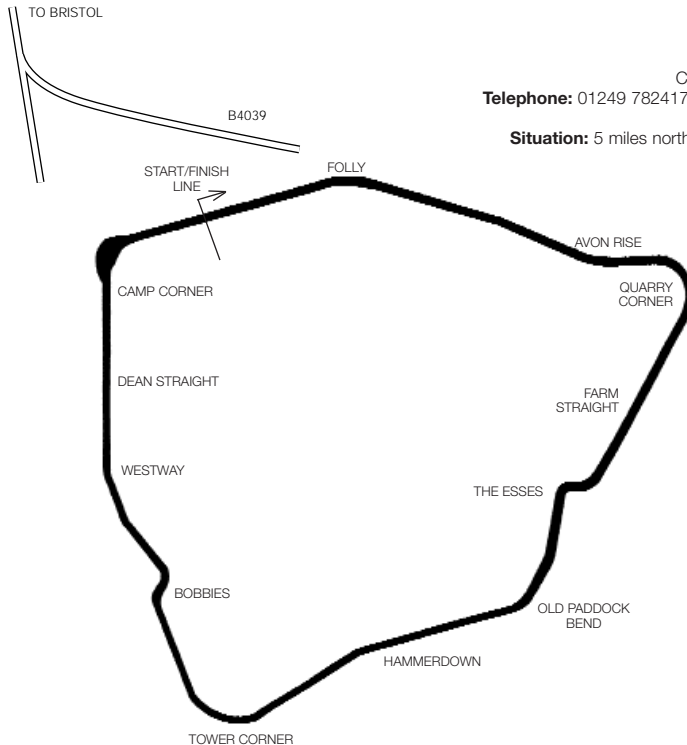 TO BRISTOL
C
Telephone: 01249 782417
B4039
Situation: 5 miles north
START/FINISH
LINE
FOLLY
AVON RISE
CAMP CORNER
QUARRY
CORNER
DEAN STRAIGHT
FARM
STRAIGHT
WESTWAY
THE ESSES
BOBBIES
OLD PADDOCK
BEND
HAMMERDOWN
TOWER CORNER